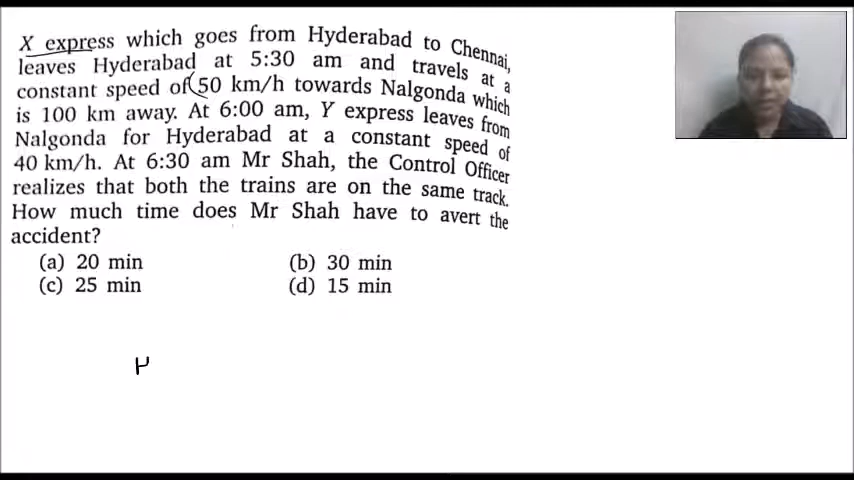 X express which goes from Hyderabad to Chennai,
leaves Hyderabad at 5:30 am and travels at a
constant speed of 50 km/h towards Nalgonda which
is 100 km away. At 6:00 am, Y express leaves from
Nalgonda for Hyderabad at a constant speed of
40 km/h. At 6:30 am Mr Shah, the Control Officer
realizes that both the trains are on the same track.
How much time does Mr Shah have to avert the
accident?
(a) 20 min (b) 30 min
(c) 25 min (d) 15 min
H